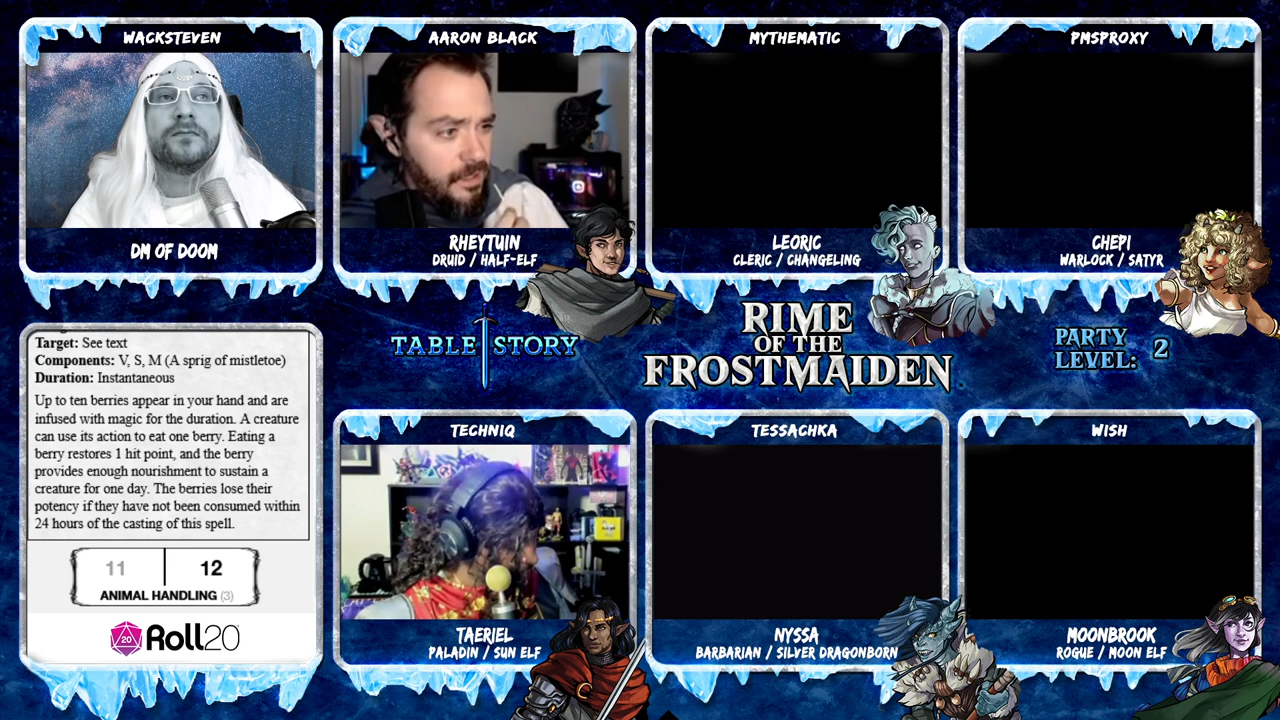 WACKSTEVEN
DM OF DOOM
AARON BLACK
RHEYTUIN
DRUID / HALF-ELF
MYTHEMATIC
LEORIC
CLERIC / CHANGELING
PMSPROXY
CHEPI
WARLOCK / SATYR
TABLE STORY
RIME
OF THE
FROSTMAIDEN
PARTY
LEVEL: 2
Target: See text
Components: V, S, M (A sprig of mistletoe)
Duration: Instantaneous
Up to ten berries appear in your hand and are
infused with magic for the duration. A creature
can use its action to eat one berry. Eating a
berry restores 1 hit point, and the berry
provides enough nourishment to sustain a
creature for one day. The berries lose their
potency if they have not been consumed within
24 hours of the casting of this spell.
11 12
ANIMAL HANDLING (3)
20 Roll20
TECHNIQ
TAERIEL
PALADIN / SUN ELF
TESSACHKA
NYSSA
BARBARIAN / SILVER DRAGONBORN
WISH
MOONBROOK
ROGUE / MOON ELF